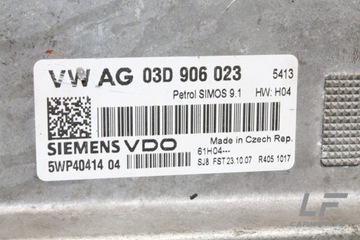 VW AG 03D 906 023 5413
Petrol SIMOS 9.1 HW: H04
Made in Czech Rep.
SIEMENS VDO 61H04---
5WP40414 04 SJ8 FST 23.10.07 R405 1017
LF